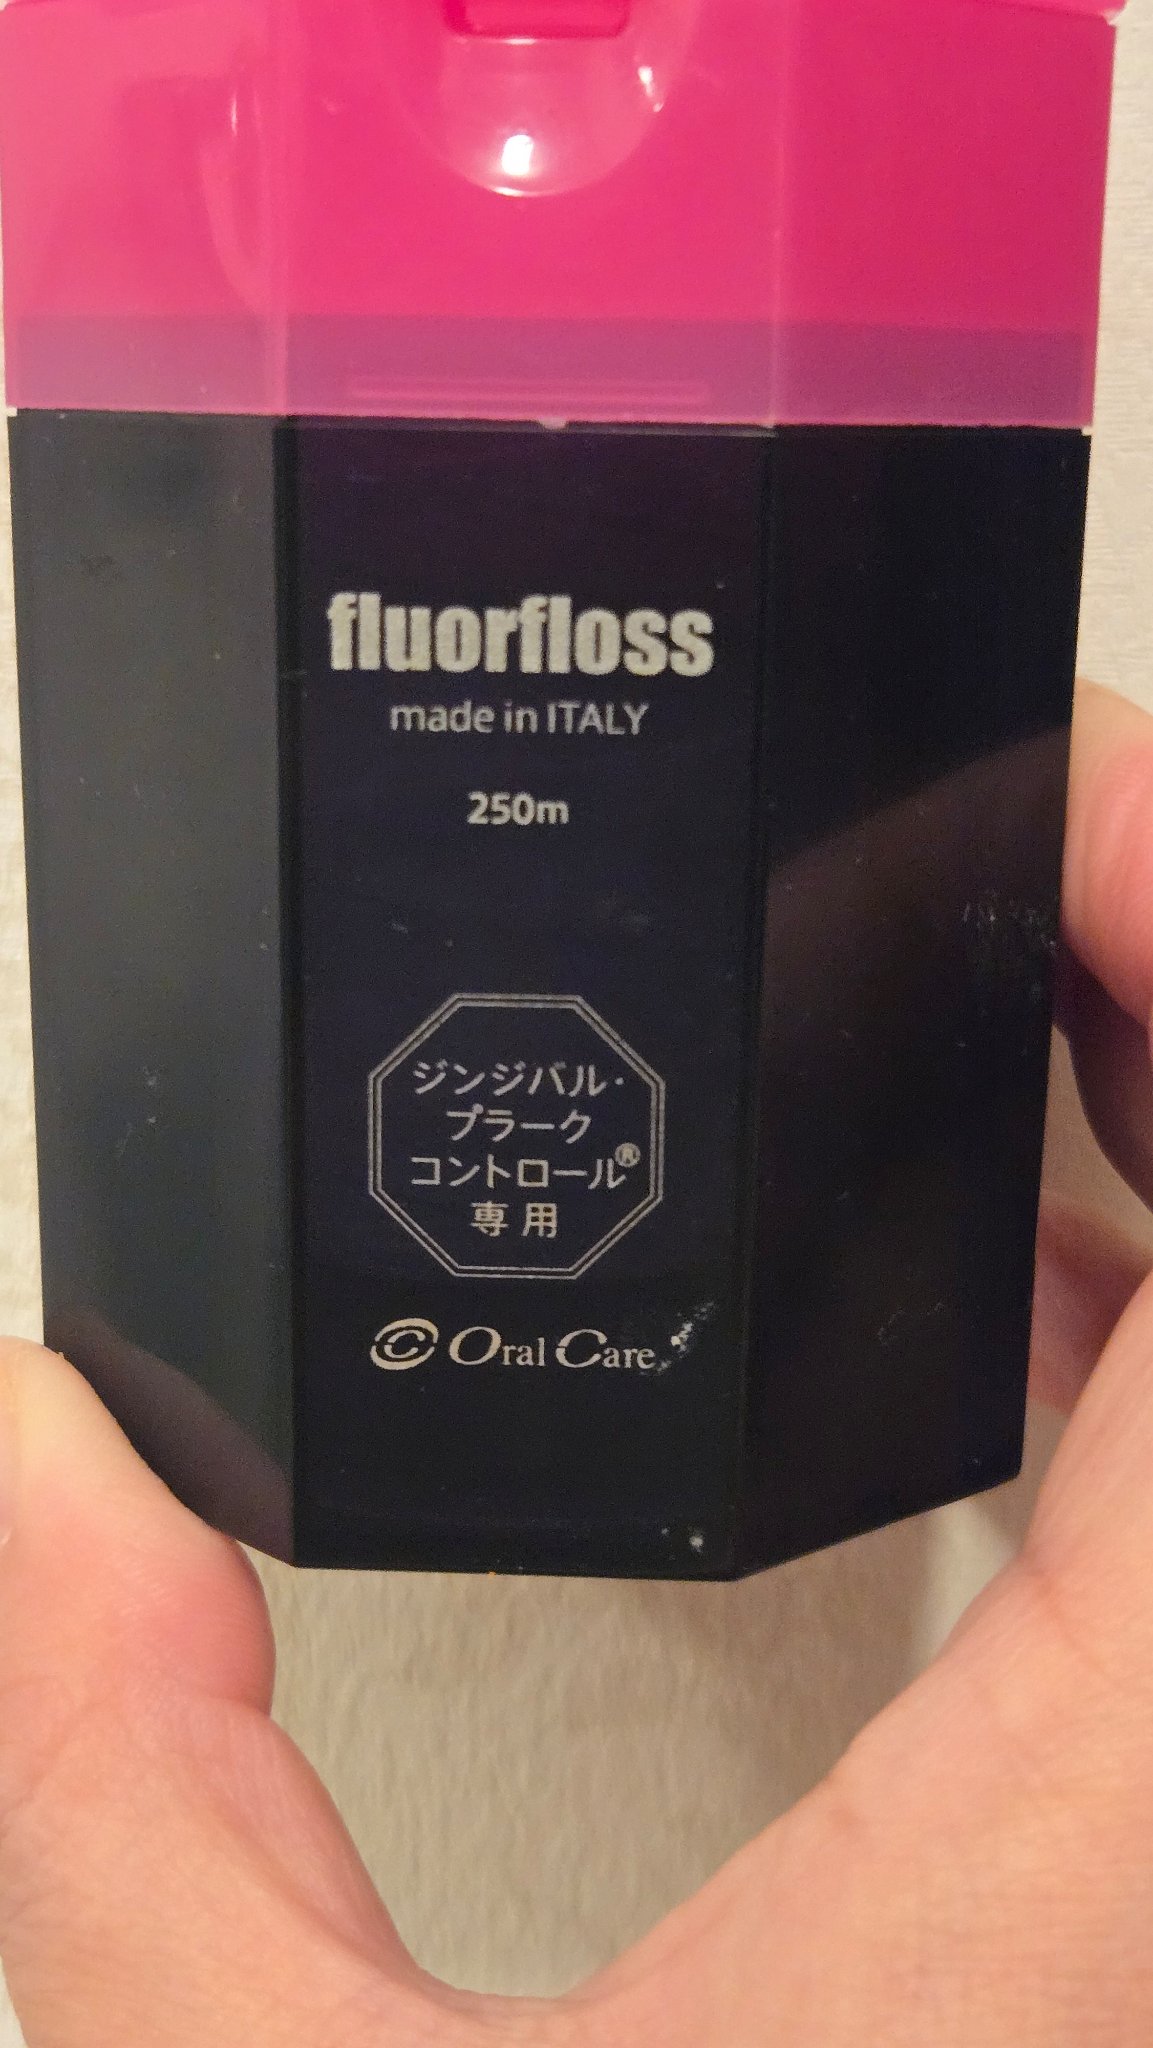 fluorfloss
made in ITALY
250m
ジンジバル・
プラーク
コントロール®
専用
Oral Care